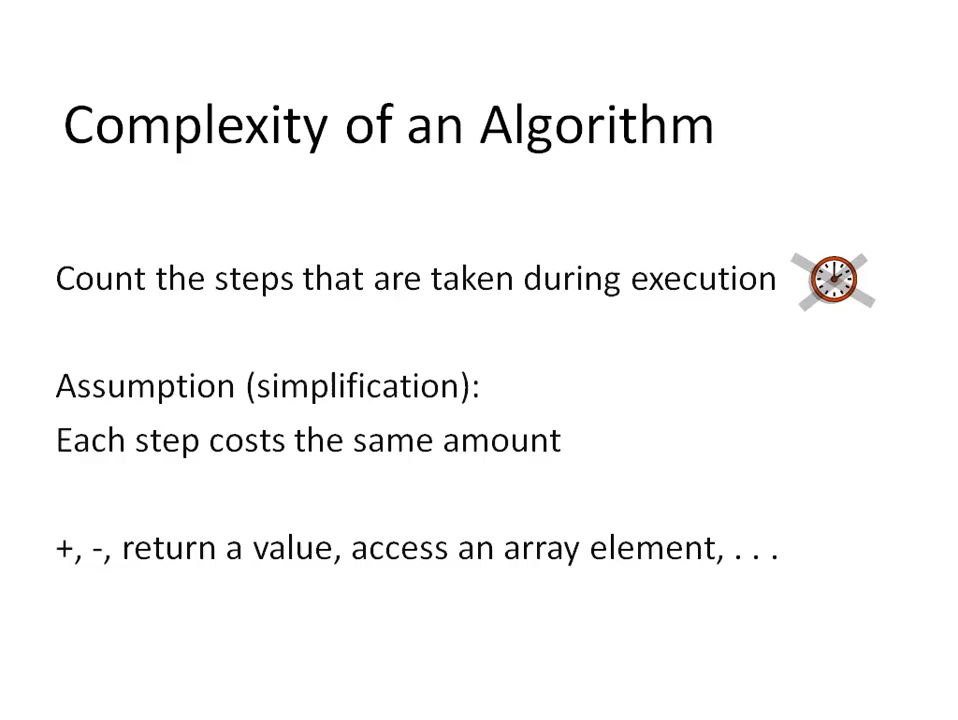 Complexity of an Algorithm
Count the steps that are taken during execution
Assumption (simplification):
Each step costs the same amount
+, -, return a value, access an array element, . . .